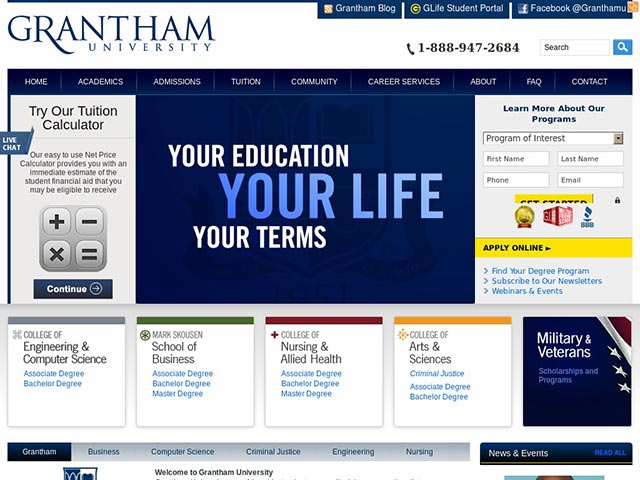 Grantham Blog
GLife Student Portal
Facebook @Granthamu
GRANTHAM
UNIVERSITY
1-888-947-2684
Search
HOME
ACADEMICS
ADMISSIONS
TUITION
COMMUNITY
CAREER SERVICES
ABOUT
FAQ
CONTACT
LIVE
CHAT
Try Our Tuition
Calculator
Our easy to use Net Price
Calculator provides you with an
immediate estimate of the
student financial aid that you
may be eligible to receive
Continue
YOUR EDUCATION
YOUR LIFE
YOUR TERMS
Learn More About Our
Programs
Program of Interest
First Name
Last Name
Phone
Email
GET STARTED
BBB
APPLY ONLINE
Find Your Degree Program
Subscribe to Our Newsletters
Webinars & Events
COLLEGE OF
Engineering &
Computer Science
Associate Degree
Bachelor Degree
MARK SKOUSEN
School of
Business
Associate Degree
Bachelor Degree
Master Degree
COLLEGE OF
Nursing &
Allied Health
Associate Degree
Bachelor Degree
Master Degree
COLLEGE OF
Arts &
Sciences
Criminal Justice
Associate Degree
Bachelor Degree
Military &
Veterans
Scholarships and
Programs
Grantham
Business
Computer Science
Criminal Justice
Engineering
Nursing
News & Events
READ ALL
Welcome to Grantham University